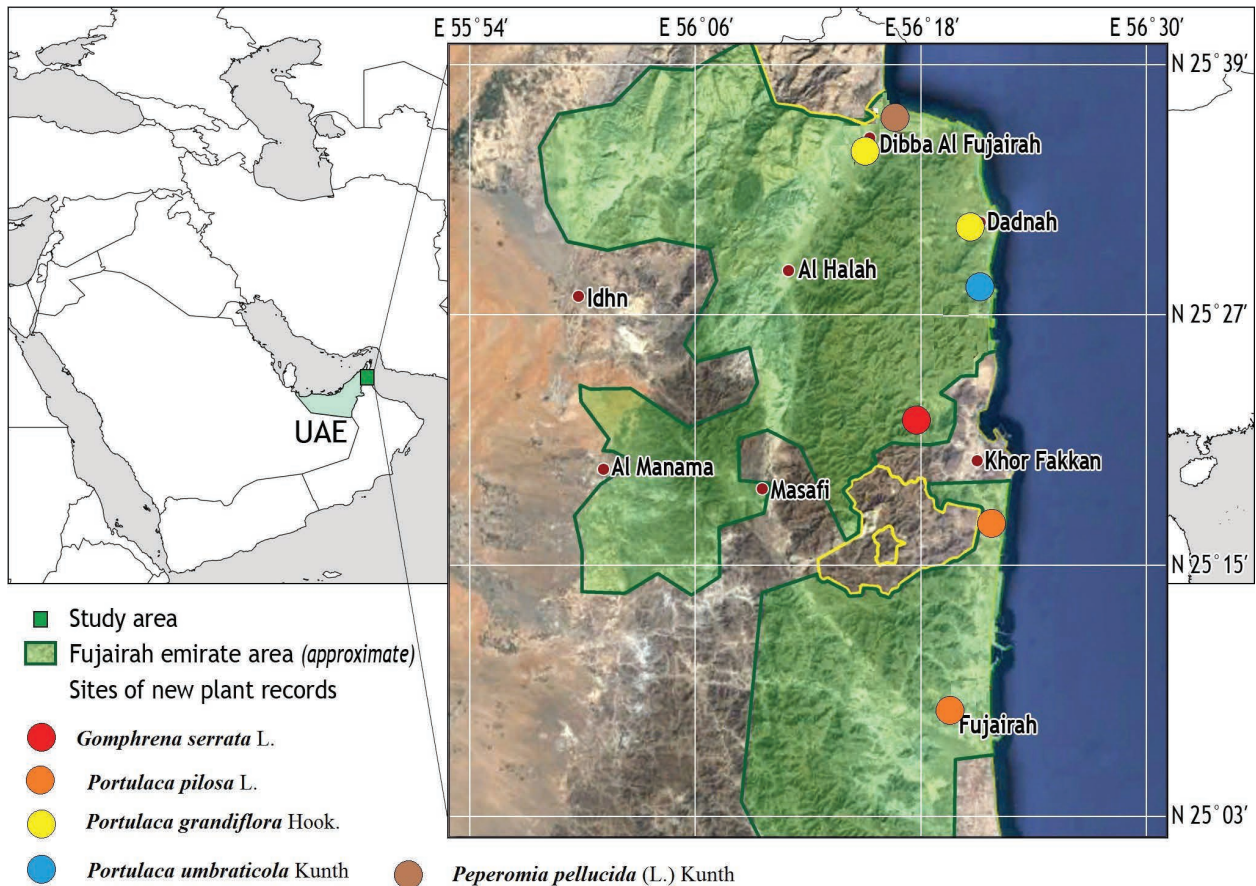 E 55°54′ E 56°06′ E 56°18′ E 56°30′
N 25°39′
Dibba Al Fujairah
Dadnah
Al Halah
Idhn
N 25°27′
UAE
Al Manama
Khor Fakkan
Masafi
N 25°15′
Fujairah
N 25°03′
Study area
Fujairah emirate area (approximate)
Sites of new plant records
Gomphrena serrata L.
Portulaca pilosa L.
Portulaca grandiflora Hook.
Portulaca umbraticola Kunth
Peperomia pellucida (L.) Kunth